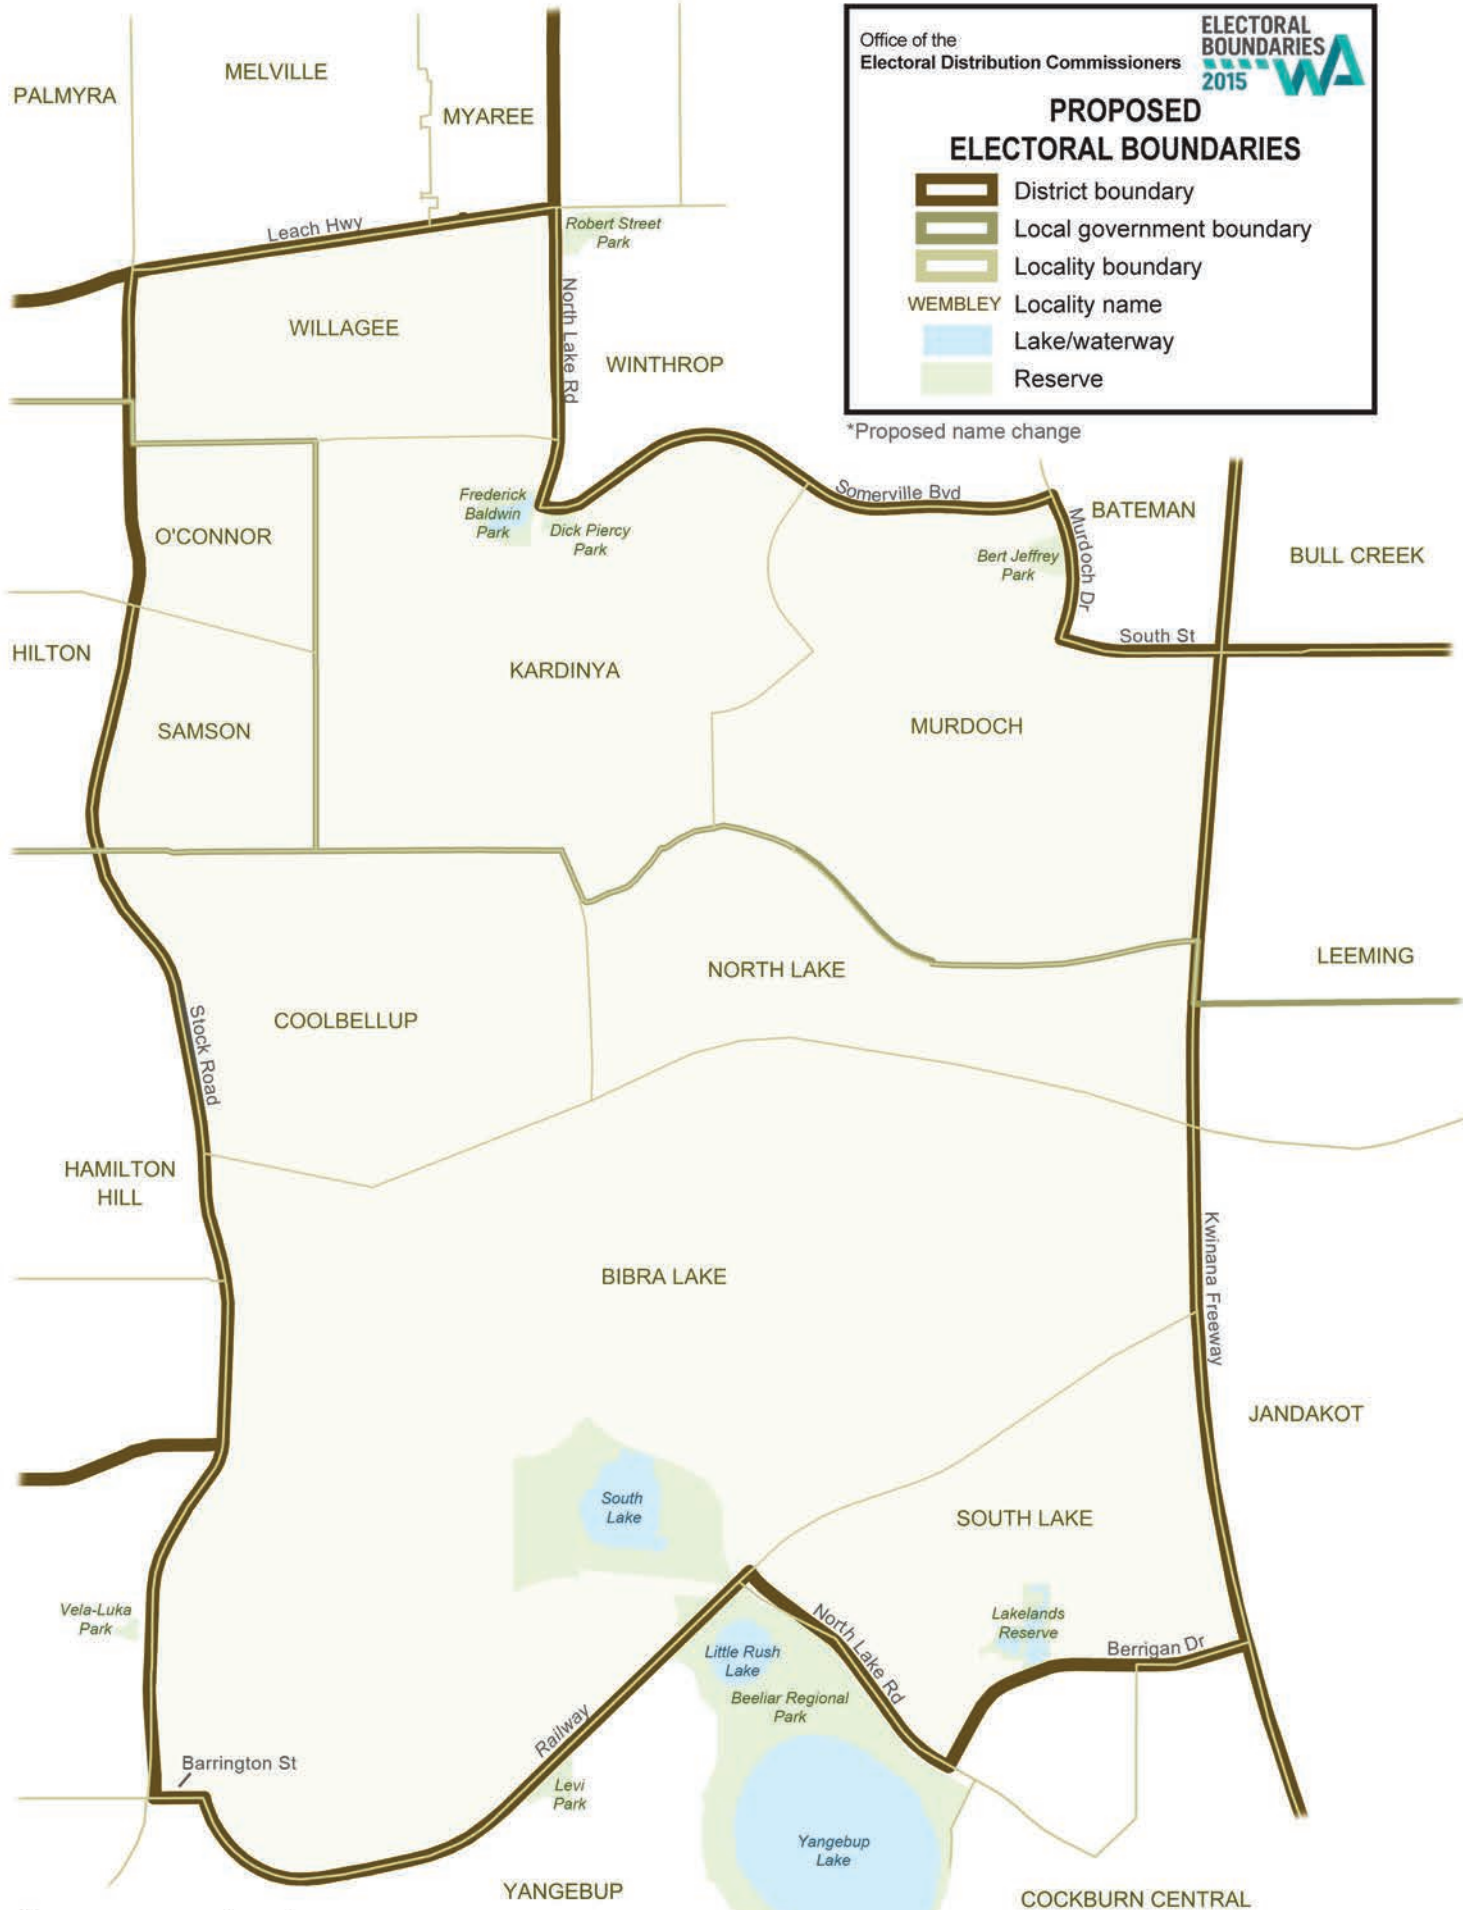 Office of the
Electoral Distribution Commissioners
ELECTORAL
BOUNDARIES
2015 WA
PROPOSED
ELECTORAL BOUNDARIES
District boundary
Local government boundary
Locality boundary
WEMBLEY Locality name
Lake/waterway
Reserve
*Proposed name change
MELVILLE
PALMYRA
MYAREE
Leach Hwy
Robert Street
Park
North Lake Rd
WILLAGEE
WINTHROP
Somerville Bvd
Frederick
Baldwin
Park
Dick Piercy
Park
O'CONNOR
BATEMAN
Murdoch Dr
Bert Jeffrey
Park
BULL CREEK
South St
HILTON
KARDINYA
SAMSON
MURDOCH
LEEMING
NORTH LAKE
COOLBELLUP
Stock Road
HAMILTON
HILL
BIBRA LAKE
Kwinana Freeway
JANDAKOT
South
Lake
SOUTH LAKE
Vela-Luka
Park
Lakelands
Reserve
North Lake Rd
Berrigan Dr
Little Rush
Lake
Beeliar Regional
Park
Railway
Barrington St
Levi
Park
Yangebup
Lake
YANGEBUP
COCKBURN CENTRAL